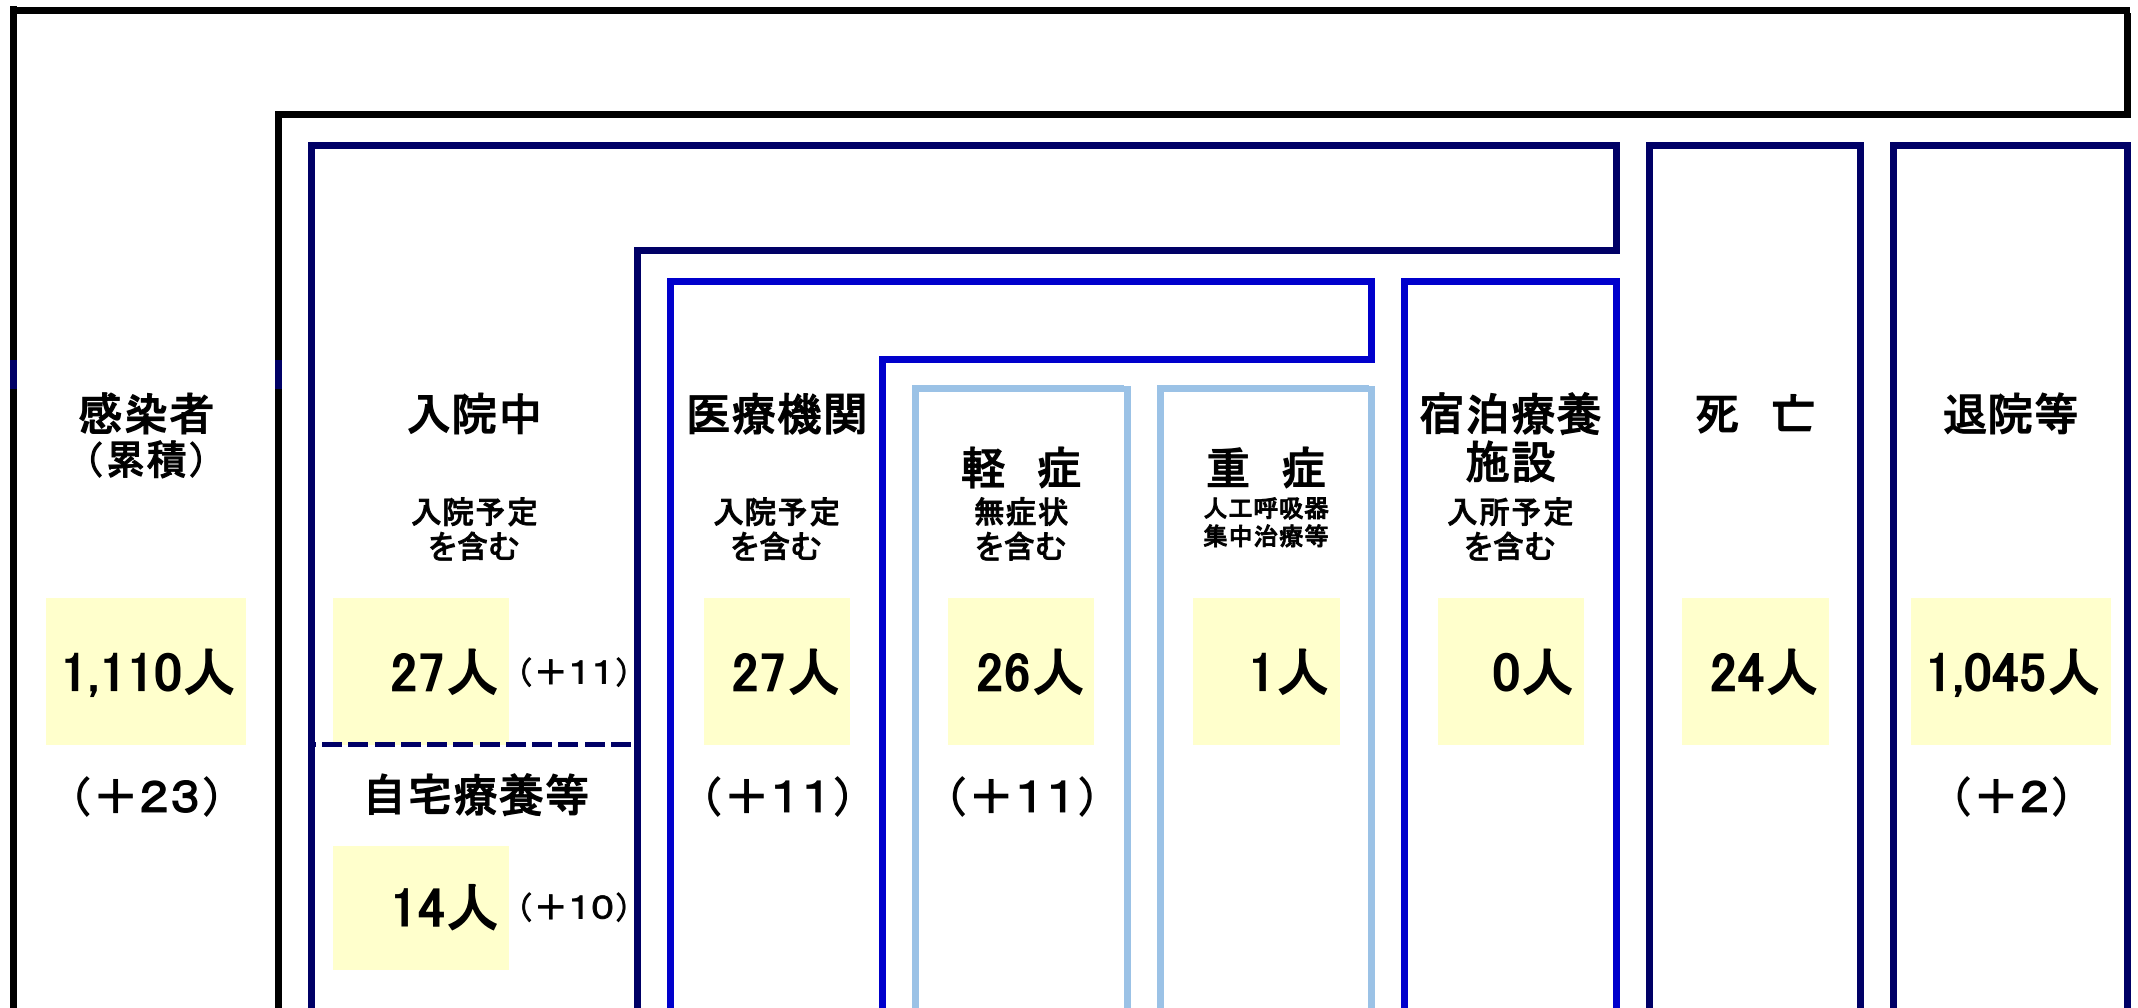 感染者
（累積）
1,110人
（＋23）
入院中
入院予定
を含む
27人 （＋11）
自宅療養等
14人 （＋10）
医療機関
入院予定
を含む
27人
（＋11）
軽　症
無症状
を含む
26人
（＋11）
重　症
人工呼吸器
集中治療等
1人
宿泊療養
施設
入所予定
を含む
0人
死　亡
24人
退院等
1,045人
（＋2）